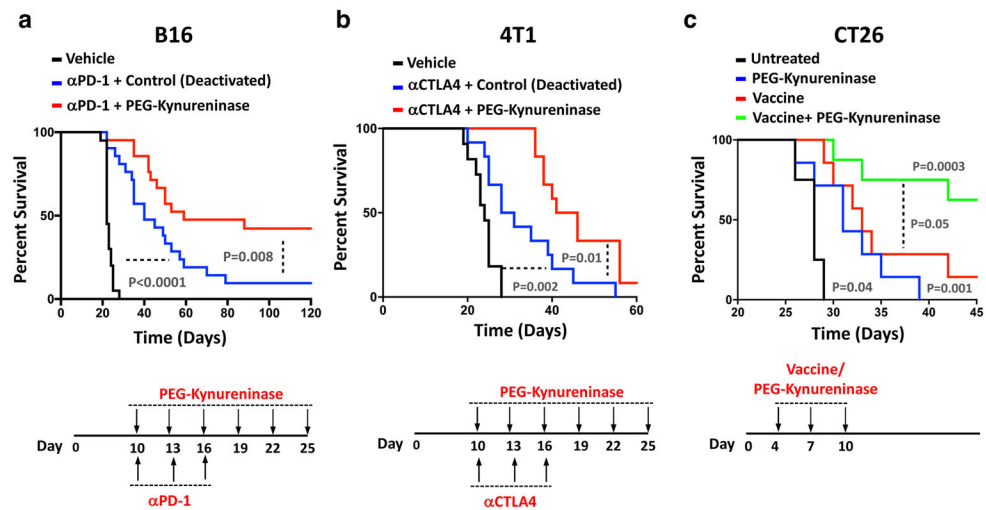 a
B16
Vehicle
αPD-1 + Control (Deactivated)
αPD-1 + PEG-Kynureninase
Percent Survival
100
50
0
P=0.008
P<0.0001
0 20 40 60 80 100 120
Time (Days)
PEG-Kynureninase
Day 0 10 13 16 19 22 25
αPD-1
b
4T1
Vehicle
αCTLA4 + Control (Deactivated)
αCTLA4 + PEG-Kynureninase
Percent Survival
100
50
0
P=0.01
P=0.002
0 20 40 60
Time (Days)
PEG-Kynureninase
Day 0 10 13 16 19 22 25
αCTLA4
c
CT26
Untreated
PEG-Kynureninase
Vaccine
Vaccine+ PEG-Kynureninase
Percent Survival
100
50
0
P=0.0003
P=0.05
P=0.04
P=0.001
20 25 30 35 40 45
Time (Days)
Vaccine/
PEG-Kynureninase
Day 0 4 7 10